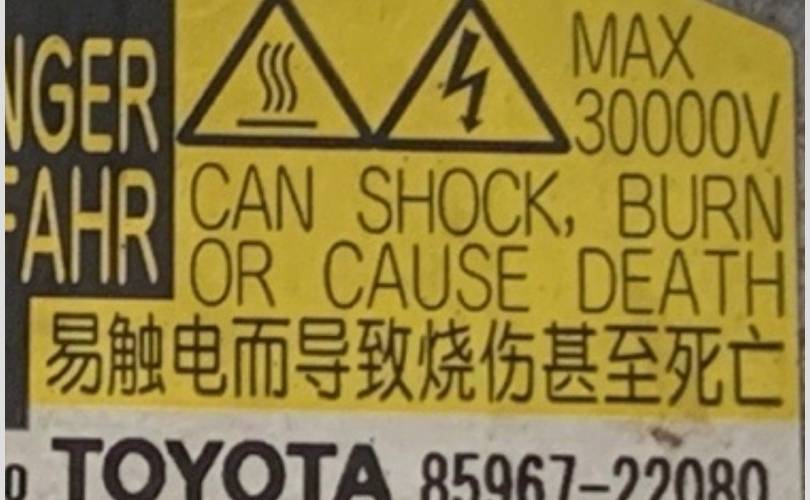 NGER
FAHR
MAX
30000V
CAN SHOCK, BURN
OR CAUSE DEATH
易触电而导致烧伤甚至死亡
TOYOTA 85967-22080